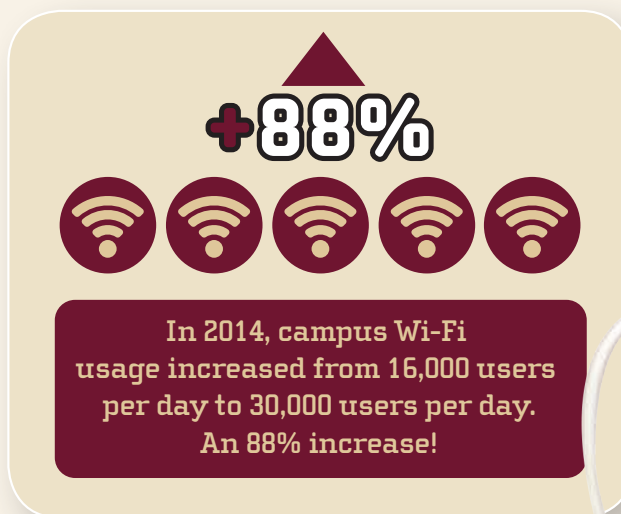 +88%
In 2014, campus Wi-Fi
usage increased from 16,000 users
per day to 30,000 users per day.
An 88% increase!